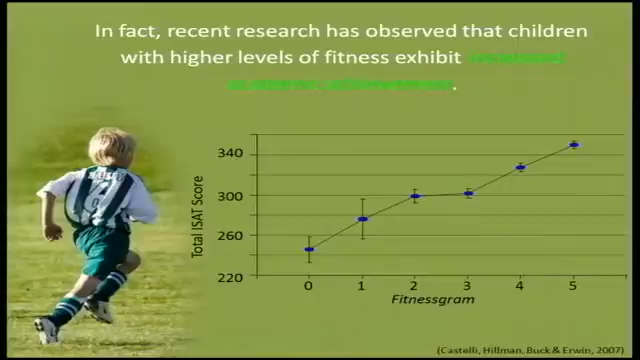 In fact, recent research has observed that children
with higher levels of fitness exhibit
340
300
260
220
Total ISAT Score
0 1 2 3 4 5
Fitnessgram
(Castelli, Hillman, Buck & Erwin, 2007)